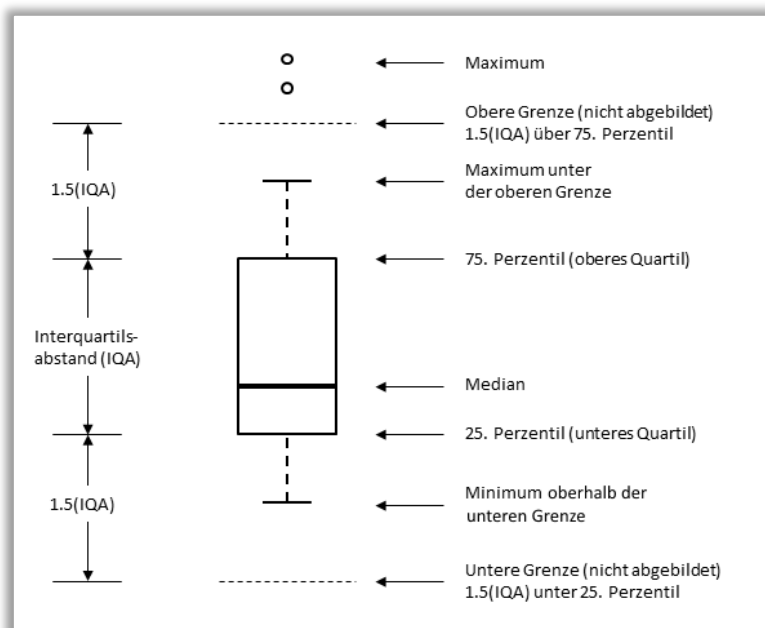 Maximum
Obere Grenze (nicht abgebildet)
1.5(IQA) über 75. Perzentil
Maximum unter
der oberen Grenze
1.5(IQA)
75. Perzentil (oberes Quartil)
Interquartils-
abstand (IQA)
Median
25. Perzentil (unteres Quartil)
Minimum oberhalb der
unteren Grenze
1.5(IQA)
Untere Grenze (nicht abgebildet)
1.5(IQA) unter 25. Perzentil